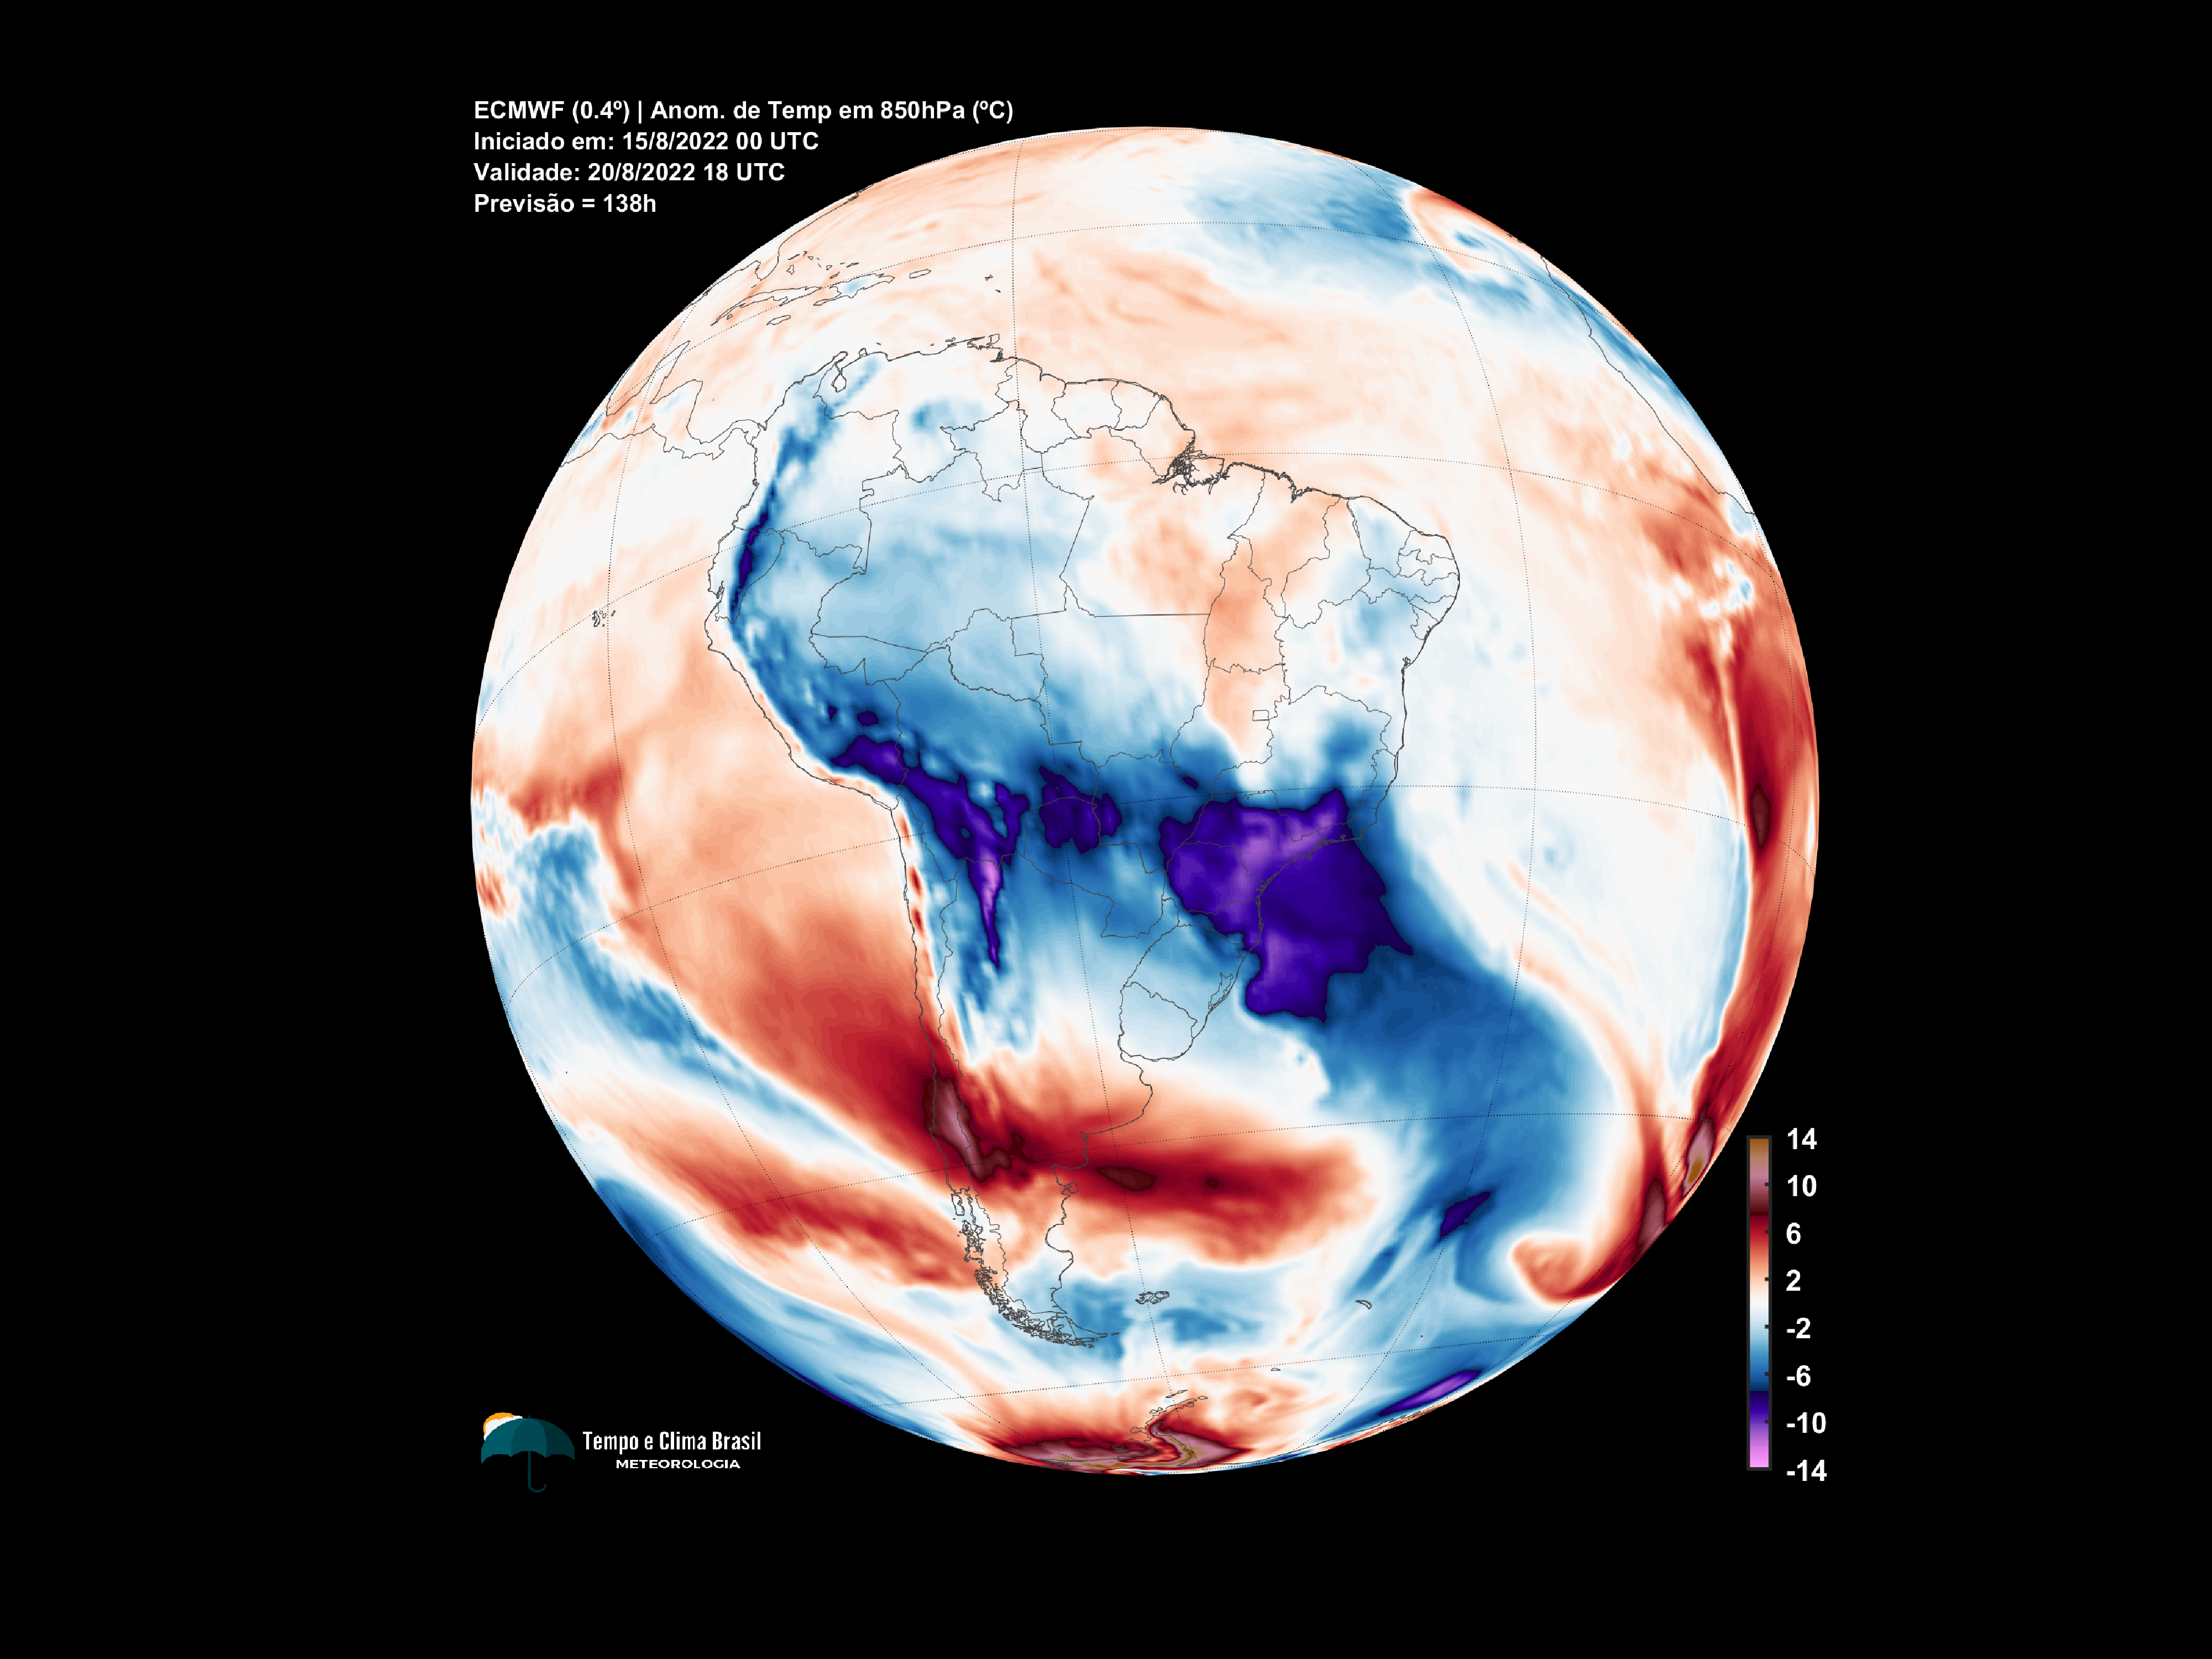 ECMWF (0.4º) | Anom. de Temp em 850hPa (ºC)
Iniciado em: 15/8/2022 00 UTC
Validade: 20/8/2022 18 UTC
Previsão = 138h
14
10
6
2
-2
-6
-10
-14
Tempo e Clima Brasil
METEOROLOGIA